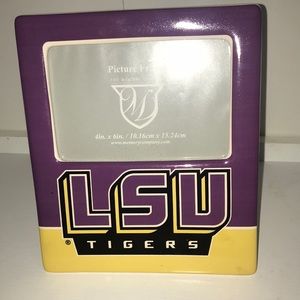 Picture Fr
4in. x 6in. / 10.16cm x 15.24cm
www.memorycompany.com
LSU
® TIGERS